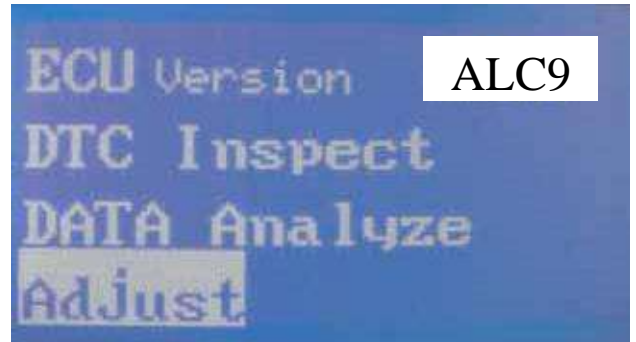 ECU Version
ALC9
DTC Inspect
DATA Analyze
Adjust